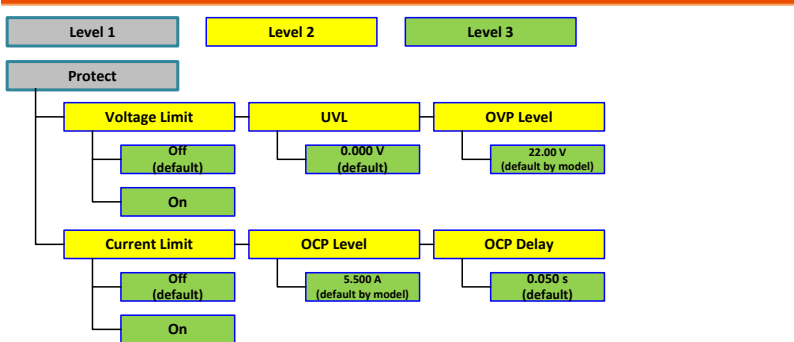 Level 1
Level 2
Level 3
Protect
Voltage Limit
UVL
OVP Level
Off
(default)
0.000 V
(default)
22.00 V
(default by model)
On
Current Limit
OCP Level
OCP Delay
Off
(default)
5.500 A
(default by model)
0.050 s
(default)
On